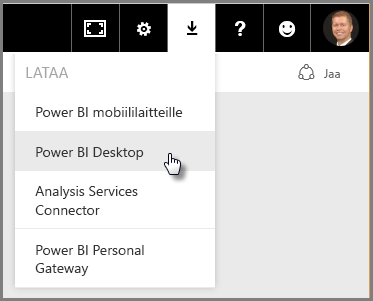 LATAA
Jaa
Power BI mobiililaitteille
Power BI Desktop
Analysis Services
Connector
Power BI Personal
Gateway